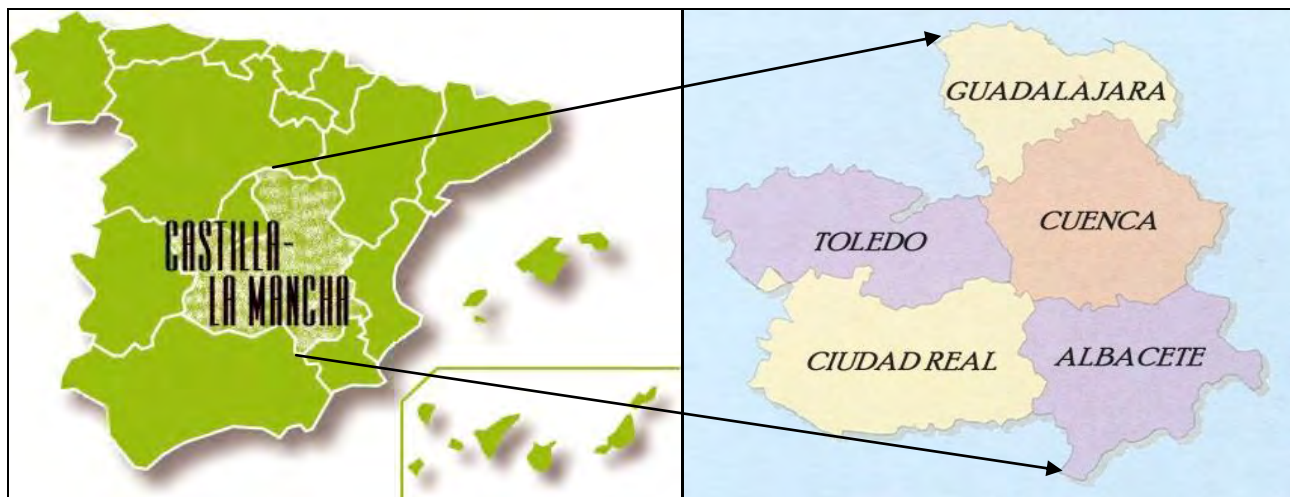 CASTILLA-
LA MANCHA
GUADALAJARA
CUENCA
TOLEDO
CIUDAD REAL
ALBACETE